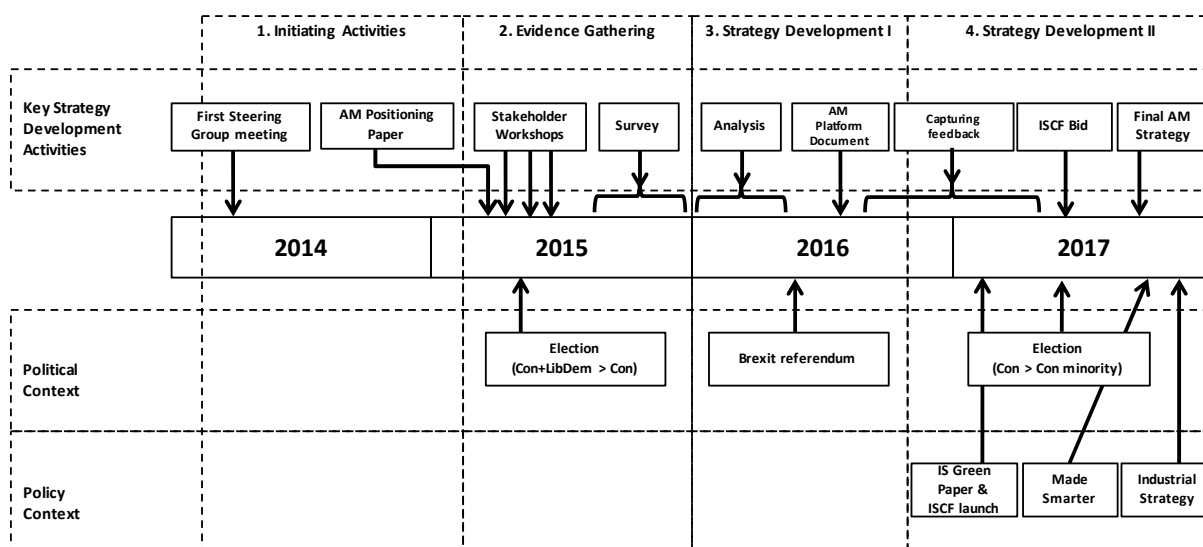 1. Initiating Activities
2. Evidence Gathering
3. Strategy Development I
4. Strategy Development II
Key Strategy
Development
Activities
First Steering
Group meeting
AM Positioning
Paper
Stakeholder
Workshops
Survey
Analysis
AM
Platform
Document
Capturing
feedback
ISCF Bid
Final AM
Strategy
2014
2015
2016
2017
Political
Context
Election
(Con+LibDem > Con)
Brexit referendum
Election
(Con > Con minority)
Policy
Context
IS Green
Paper &
ISCF launch
Made
Smarter
Industrial
Strategy